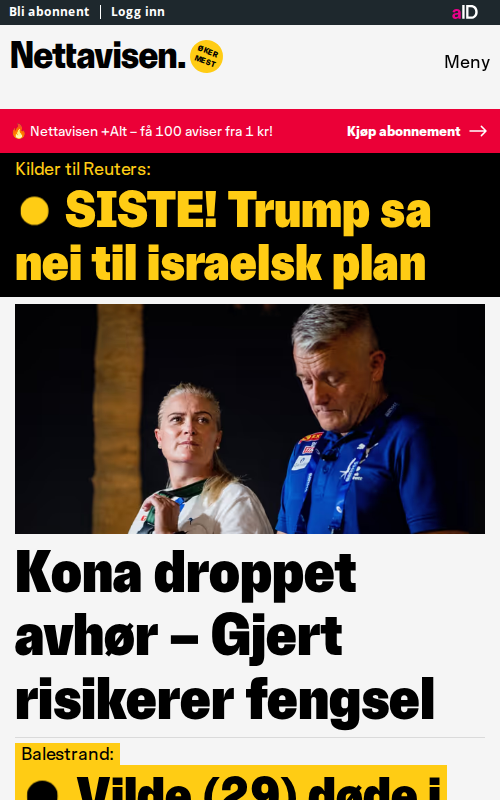 Bli abonnent | Logg inn
aID
Nettavisen.
ØKER
MEST
Meny
🔥 Nettavisen +Alt – få 100 aviser fra 1 kr!
Kjøp abonnement →
Kilder til Reuters:
SISTE! Trump sa
nei til israelsk plan
Kona droppet
avhør – Gjert
risikerer fengsel
Balestrand:
Vilde (29) døde i